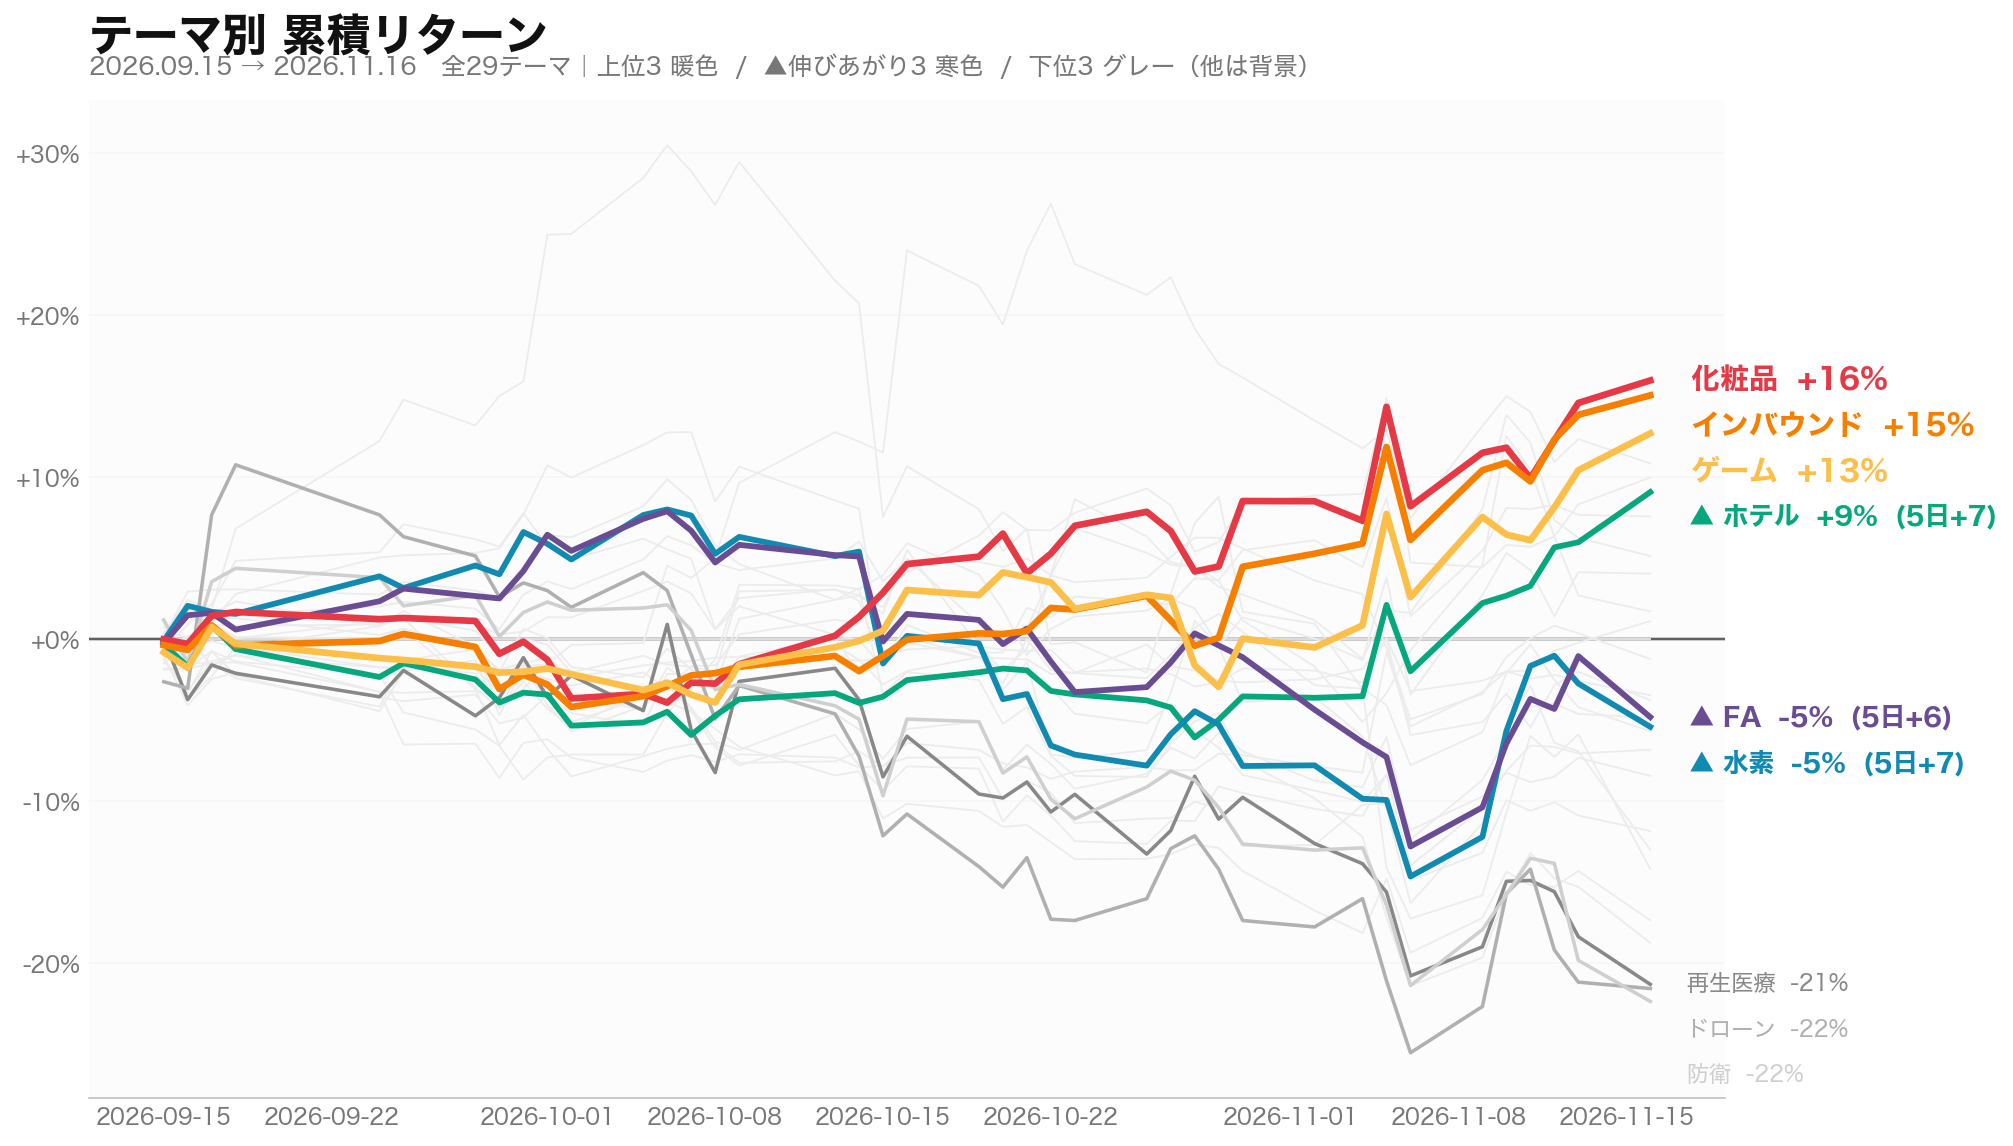 テーマ別 累積リターン
2026.09.15 → 2026.11.16　全29テーマ｜上位3 暖色 / ▲伸びあがり3 寒色 / 下位3 グレー（他は背景）
+30%
+20%
+10%
+0%
-10%
-20%
化粧品 +16%
インバウンド +15%
ゲーム +13%
▲ ホテル +9% (5日+7)
▲ FA -5% (5日+6)
▲ 水素 -5% (5日+7)
再生医療 -21%
ドローン -22%
防衛 -22%
2026-09-15 2026-09-22 2026-10-01 2026-10-08 2026-10-15 2026-10-22 2026-11-01 2026-11-08 2026-11-15